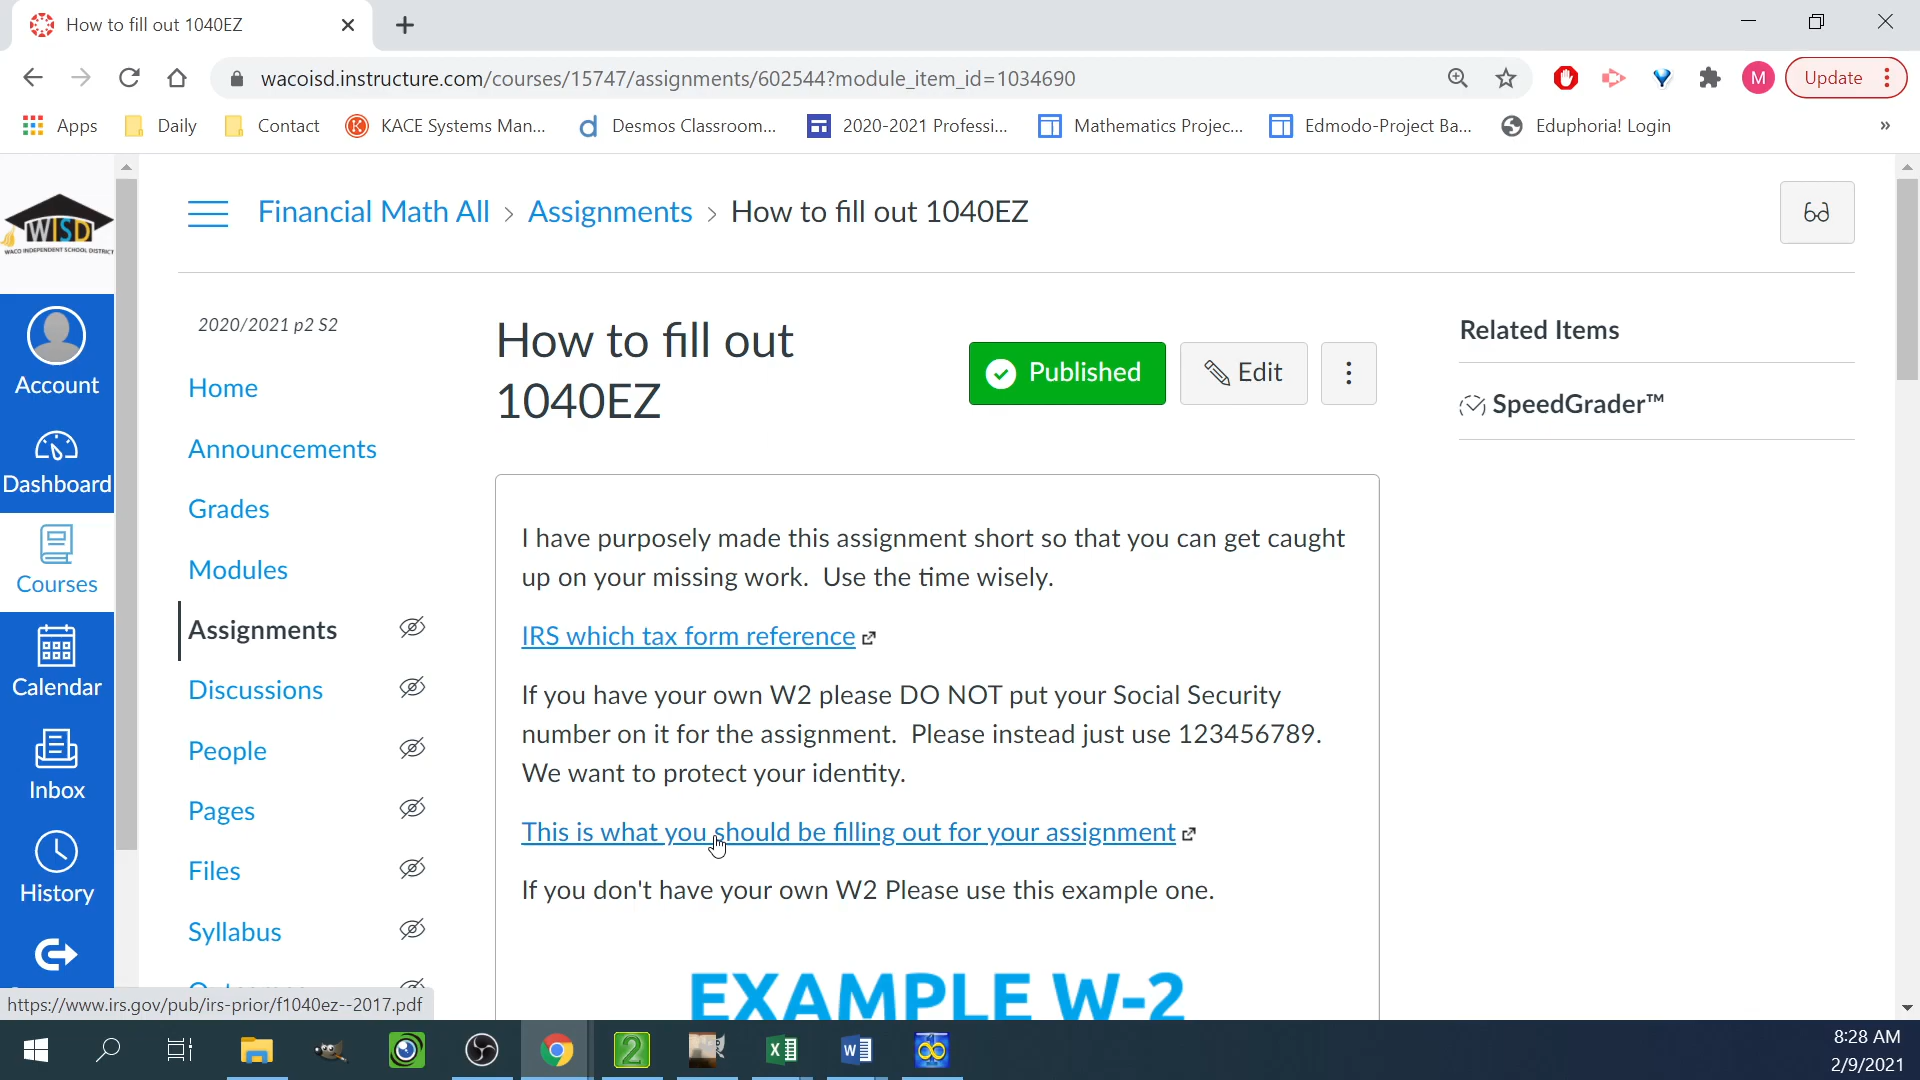 How to fill out 1040EZ
wacoisd.instructure.com/courses/15747/assignments/602544?module_item_id=1034690
M
Update
Apps
Daily
Contact
KACE Systems Man...
Desmos Classroom...
2020-2021 Professi...
Mathematics Projec...
Edmodo-Project Ba...
Eduphoria! Login
»
WISD
WACO INDEPENDENT SCHOOL DISTRICT
Financial Math All > Assignments > How to fill out 1040EZ
Account
Dashboard
Courses
Calendar
Inbox
History
2020/2021 p2 S2
Home
Announcements
Grades
Modules
Assignments
Discussions
People
Pages
Files
Syllabus
How to fill out
1040EZ
Published
Edit
Related Items
SpeedGrader™
I have purposely made this assignment short so that you can get caught
up on your missing work. Use the time wisely.
IRS which tax form reference
If you have your own W2 please DO NOT put your Social Security
number on it for the assignment. Please instead just use 123456789.
We want to protect your identity.
This is what you should be filling out for your assignment
If you don't have your own W2 Please use this example one.
EXAMPLE W-2
https://www.irs.gov/pub/irs-prior/f1040ez--2017.pdf
8:28 AM
2/9/2021